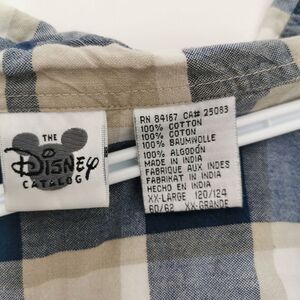 THE
Disney
CATALOG
RN 84167 CA# 25083
100% COTTON
100% COTON
100% BAUMWOLLE
100% ALGODÓN
MADE IN INDIA
FABRIQUE AUX INDES
FABRIKAT IN INDIA
HECHO EN INDIA
XX-LARGE 120/124
60/62 XX-GRANDE